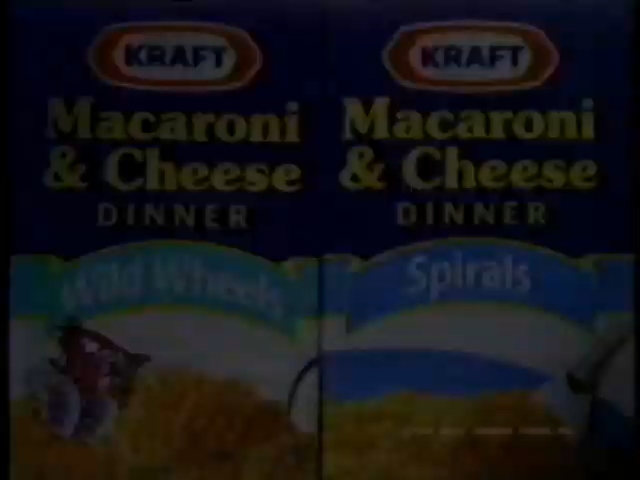 KRAFT
Macaroni
& Cheese
DINNER
Wild Wheels
KRAFT
Macaroni
& Cheese
DINNER
Spirals